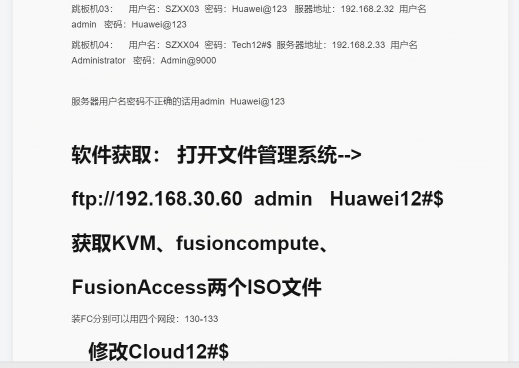 跳板机03： 用户名：SZXX03 密码：Huawei@123 服器地址：192.168.2.32 用户名
admin 密码：Huawei@123
跳板机04： 用户名：SZXX04 密码：Tech12#$ 服务器地址：192.168.2.33 用户名
Administrator 密码：Admin@9000
服务器用户名密码不正确的话用admin Huawei@123
软件获取： 打开文件管理系统-->
ftp://192.168.30.60 admin Huawei12#$
获取KVM、fusioncompute、
FusionAccess两个ISO文件
装FC分别可以用四个网段：130-133
修改Cloud12#$